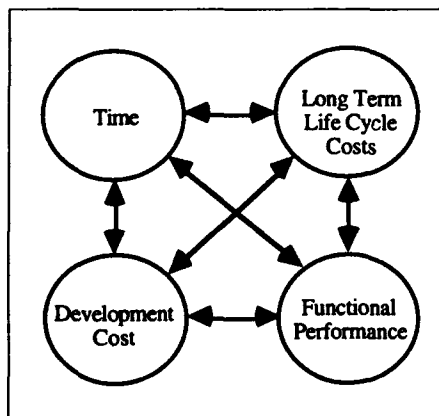 Time
Long Term
Life Cycle
Costs
Development
Cost
Functional
Performance